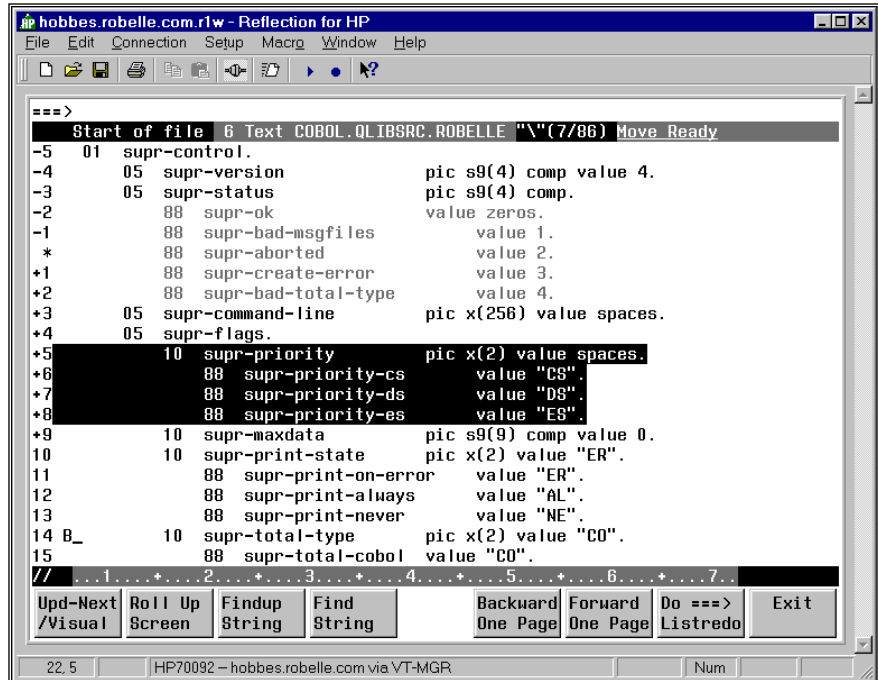 hobbes.robelle.com.r1w - Reflection for HP
File Edit Connection Setup Macro Window Help
===>
Start of file 6 Text COBOL.QLIBSRC.ROBELLE "\"(7/86) Move Ready
-5 01 supr-control.
-4 05 supr-version pic s9(4) comp value 4.
-3 05 supr-status pic s9(4) comp.
-2 88 supr-ok value zeros.
-1 88 supr-bad-msgfiles value 1.
* 88 supr-aborted value 2.
+1 88 supr-create-error value 3.
+2 88 supr-bad-total-type value 4.
+3 05 supr-command-line pic x(256) value spaces.
+4 05 supr-flags.
+5 10 supr-priority pic x(2) value spaces.
+6 88 supr-priority-cs value "CS".
+7 88 supr-priority-ds value "DS".
+8 88 supr-priority-es value "ES".
+9 10 supr-maxdata pic s9(9) comp value 0.
10 10 supr-print-state pic x(2) value "ER".
11 88 supr-print-on-error value "ER".
12 88 supr-print-always value "AL".
13 88 supr-print-never value "NE".
14 B_ 10 supr-total-type pic x(2) value "CO".
15 88 supr-total-cobol value "CO".
// ...1....+....2....+....3....+....4....+....5....+....6....+....7..
Upd-Next Roll Up Findup Find Backward Forward Do ===> Exit
/Visual Screen String String One Page One Page Listredo
22, 5 HP70092 – hobbes.robelle.com via VT-MGR Num